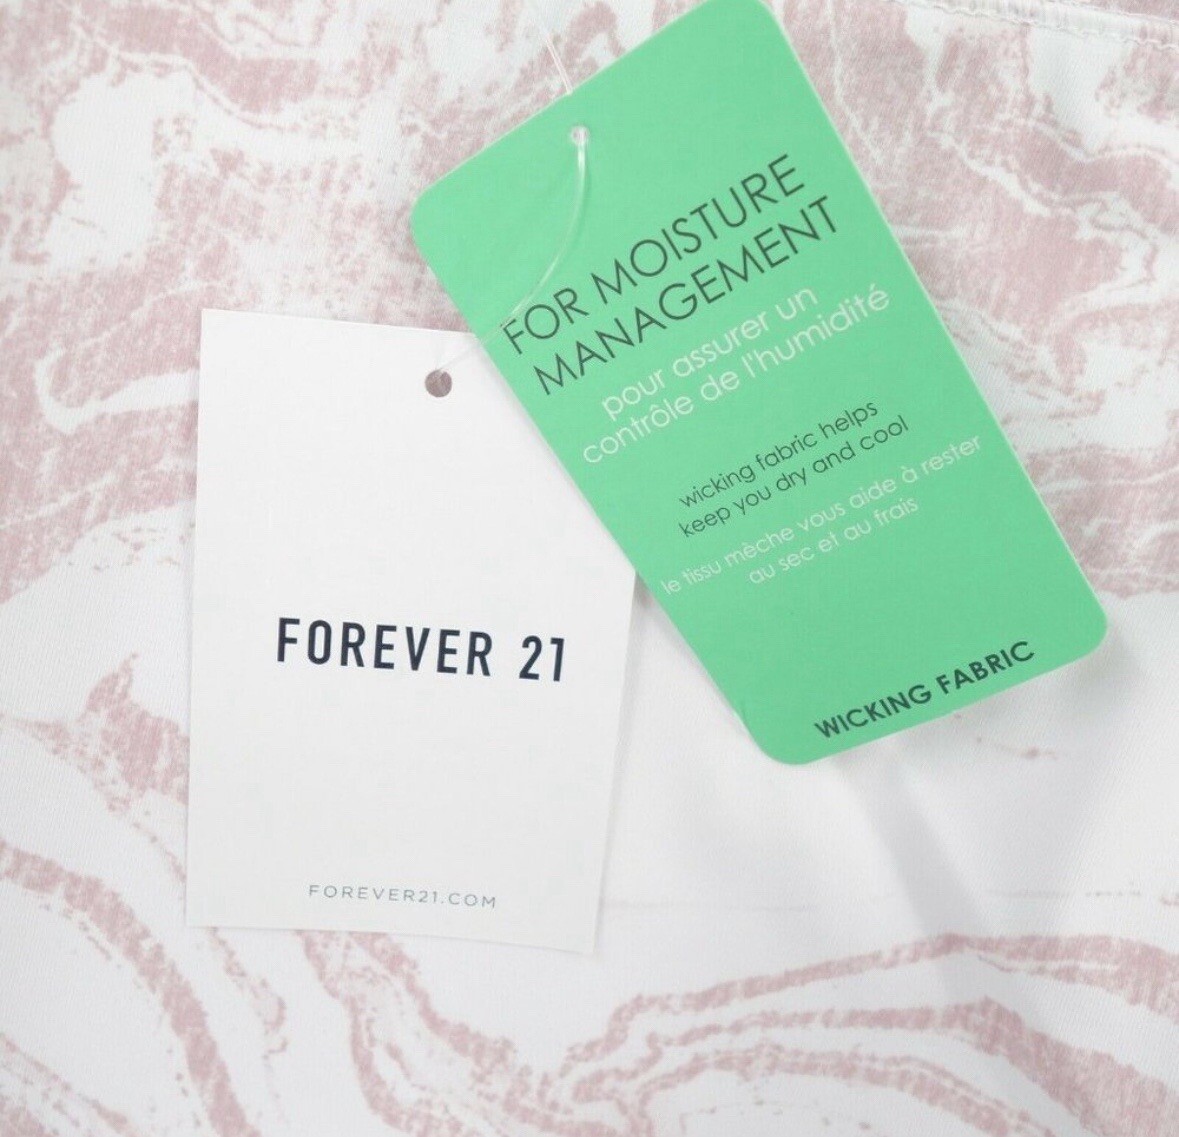 FOR MOISTURE
MANAGEMENT
pour assurer un
contrôle de l'humidité
wicking fabric helps
keep you dry and cool
le tissu mèche vous aide à rester
au sec et au frais
WICKING FABRIC
FOREVER 21
FOREVER21.COM